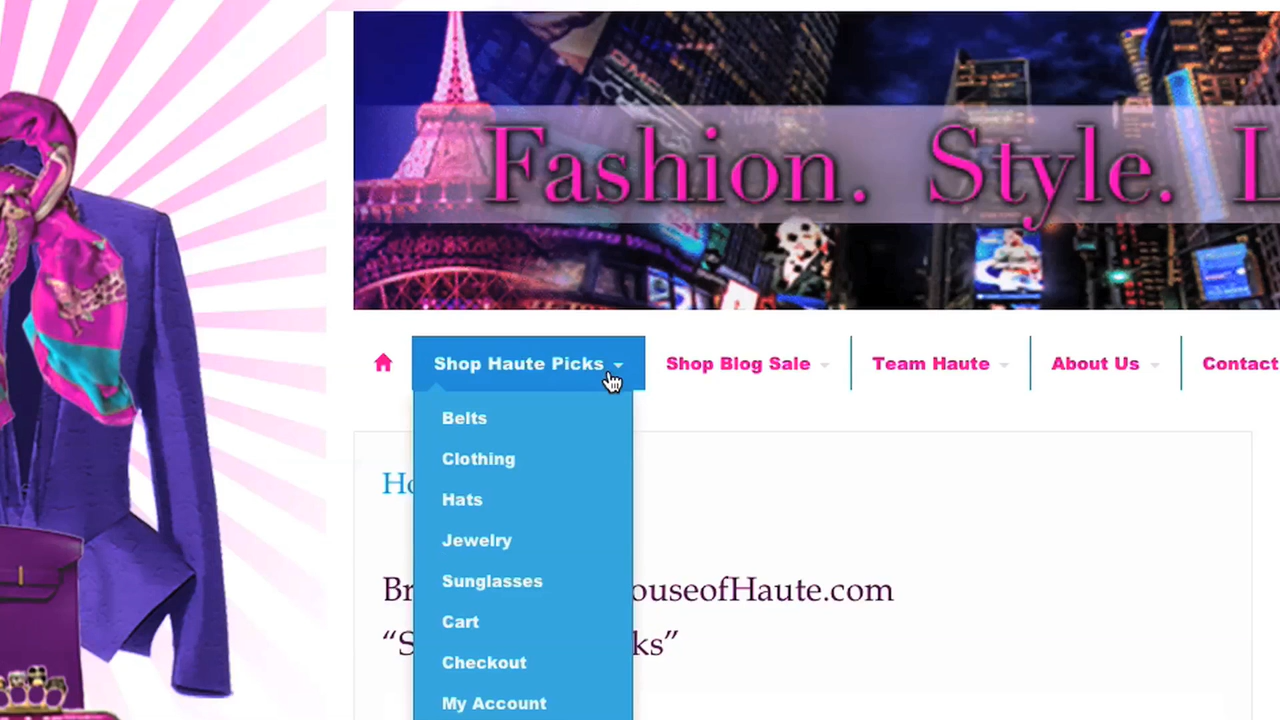 Fashion. Style.
Shop Haute Picks
Shop Blog Sale
Team Haute
About Us
Contact
Belts
Clothing
Hats
Jewelry
Sunglasses
Cart
Checkout
My Account
ouseofHaute.com